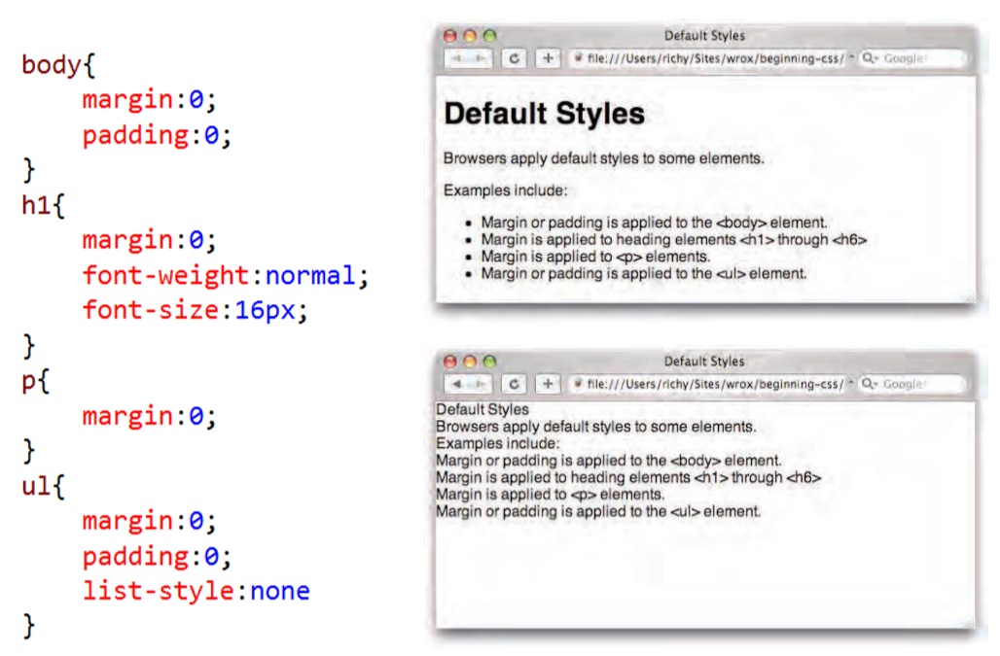 body{
margin:0;
padding:0;
}
h1{
margin:0;
font-weight:normal;
font-size:16px;
}
p{
margin:0;
}
ul{
margin:0;
padding:0;
list-style:none
}
Default Styles
file:///Users/richy/Sites/wrox/beginning-css/ Google
Default Styles
Browsers apply default styles to some elements.
Examples include:
• Margin or padding is applied to the <body> element.
• Margin is applied to heading elements <h1> through <h6>
• Margin is applied to <p> elements.
• Margin or padding is applied to the <ul> element.
Default Styles
file:///Users/richy/Sites/wrox/beginning-css/ Google
Default Styles
Browsers apply default styles to some elements.
Examples include:
Margin or padding is applied to the <body> element.
Margin is applied to heading elements <h1> through <h6>
Margin is applied to <p> elements.
Margin or padding is applied to the <ul> element.